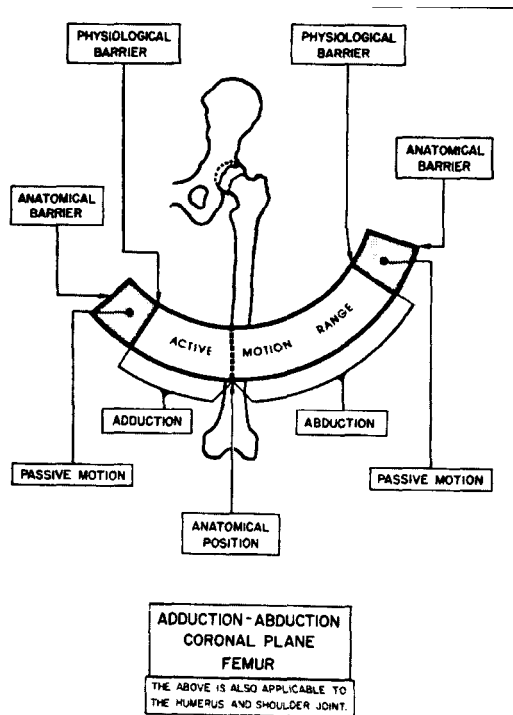 PHYSIOLOGICAL
BARRIER
PHYSIOLOGICAL
BARRIER
ANATOMICAL
BARRIER
ANATOMICAL
BARRIER
ACTIVE MOTION RANGE
ADDUCTION
ABDUCTION
PASSIVE MOTION
PASSIVE MOTION
ANATOMICAL
POSITION
ADDUCTION-ABDUCTION
CORONAL PLANE
FEMUR
THE ABOVE IS ALSO APPLICABLE TO
THE HUMERUS AND SHOULDER JOINT.